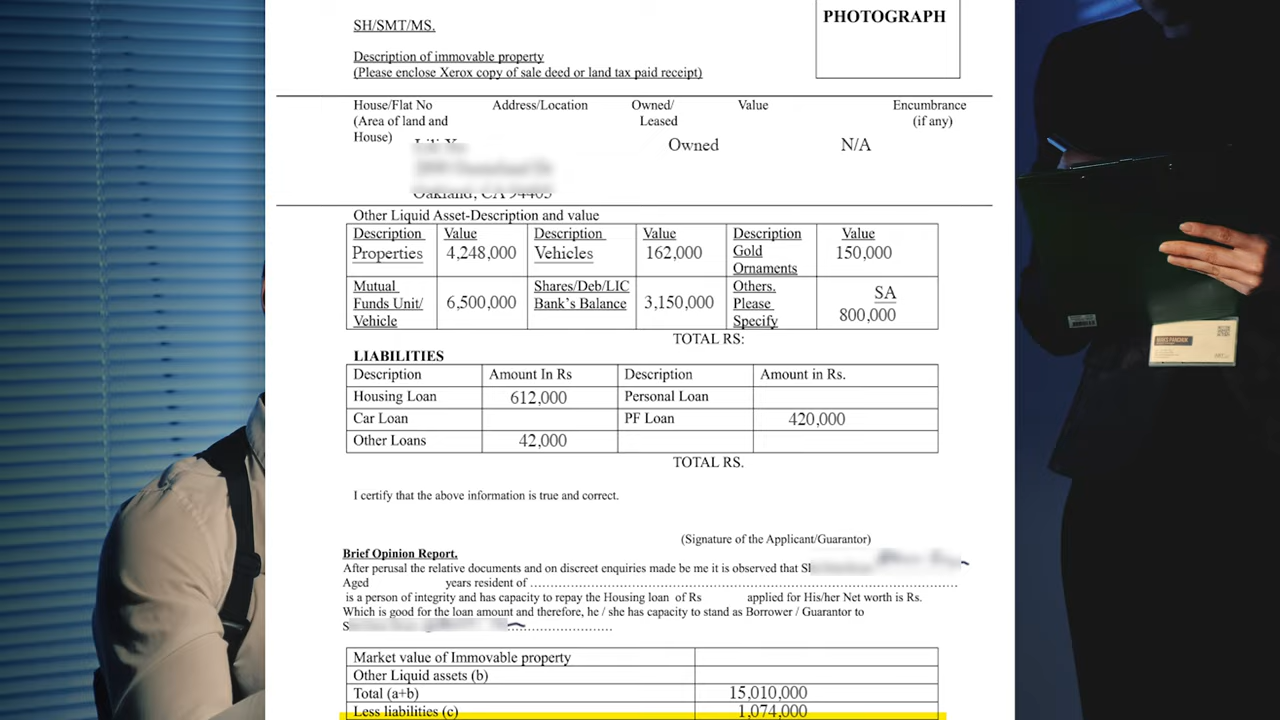 PHOTOGRAPH
SH/SMT/MS.
Description of immovable property
(Please enclose Xerox copy of sale deed or land tax paid receipt)
House/Flat No Address/Location Owned/ Value Encumbrance
(Area of land and Leased (if any)
House)
Owned N/A
Oakland, CA
Other Liquid Asset-Description and value
Description Value Description Value Description Value
Properties 4,248,000 Vehicles 162,000 Gold 150,000
Ornaments
Mutual Shares/Deb/LIC Others. SA
Funds Unit/ 6,500,000 Bank's Balance 3,150,000 Please 800,000
Vehicle Specify
TOTAL RS:
LIABILITIES
Description Amount In Rs Description Amount in Rs.
Housing Loan 612,000 Personal Loan
Car Loan PF Loan 420,000
Other Loans 42,000
TOTAL RS.
I certify that the above information is true and correct.
(Signature of the Applicant/Guarantor)
Brief Opinion Report.
After perusal the relative documents and on discreet enquiries made be me it is observed that
Aged years resident of
is a person of integrity and has capacity to repay the Housing loan of Rs applied for His/her Net worth is Rs.
Which is good for the loan amount and therefore, he / she has capacity to stand as Borrower / Guarantor to
Market value of Immovable property
Other Liquid assets (b)
Total (a+b) 15,010,000
Less liabilities (c) 1,074,000